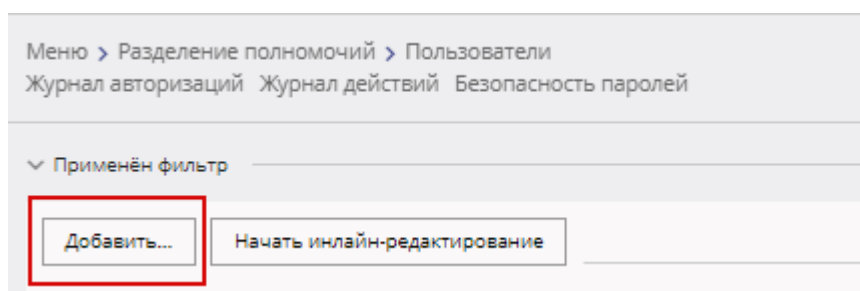 Меню > Разделение полномочий > Пользователи
Журнал авторизаций Журнал действий Безопасность паролей
Применён фильтр
Добавить... Начать инлайн-редактирование